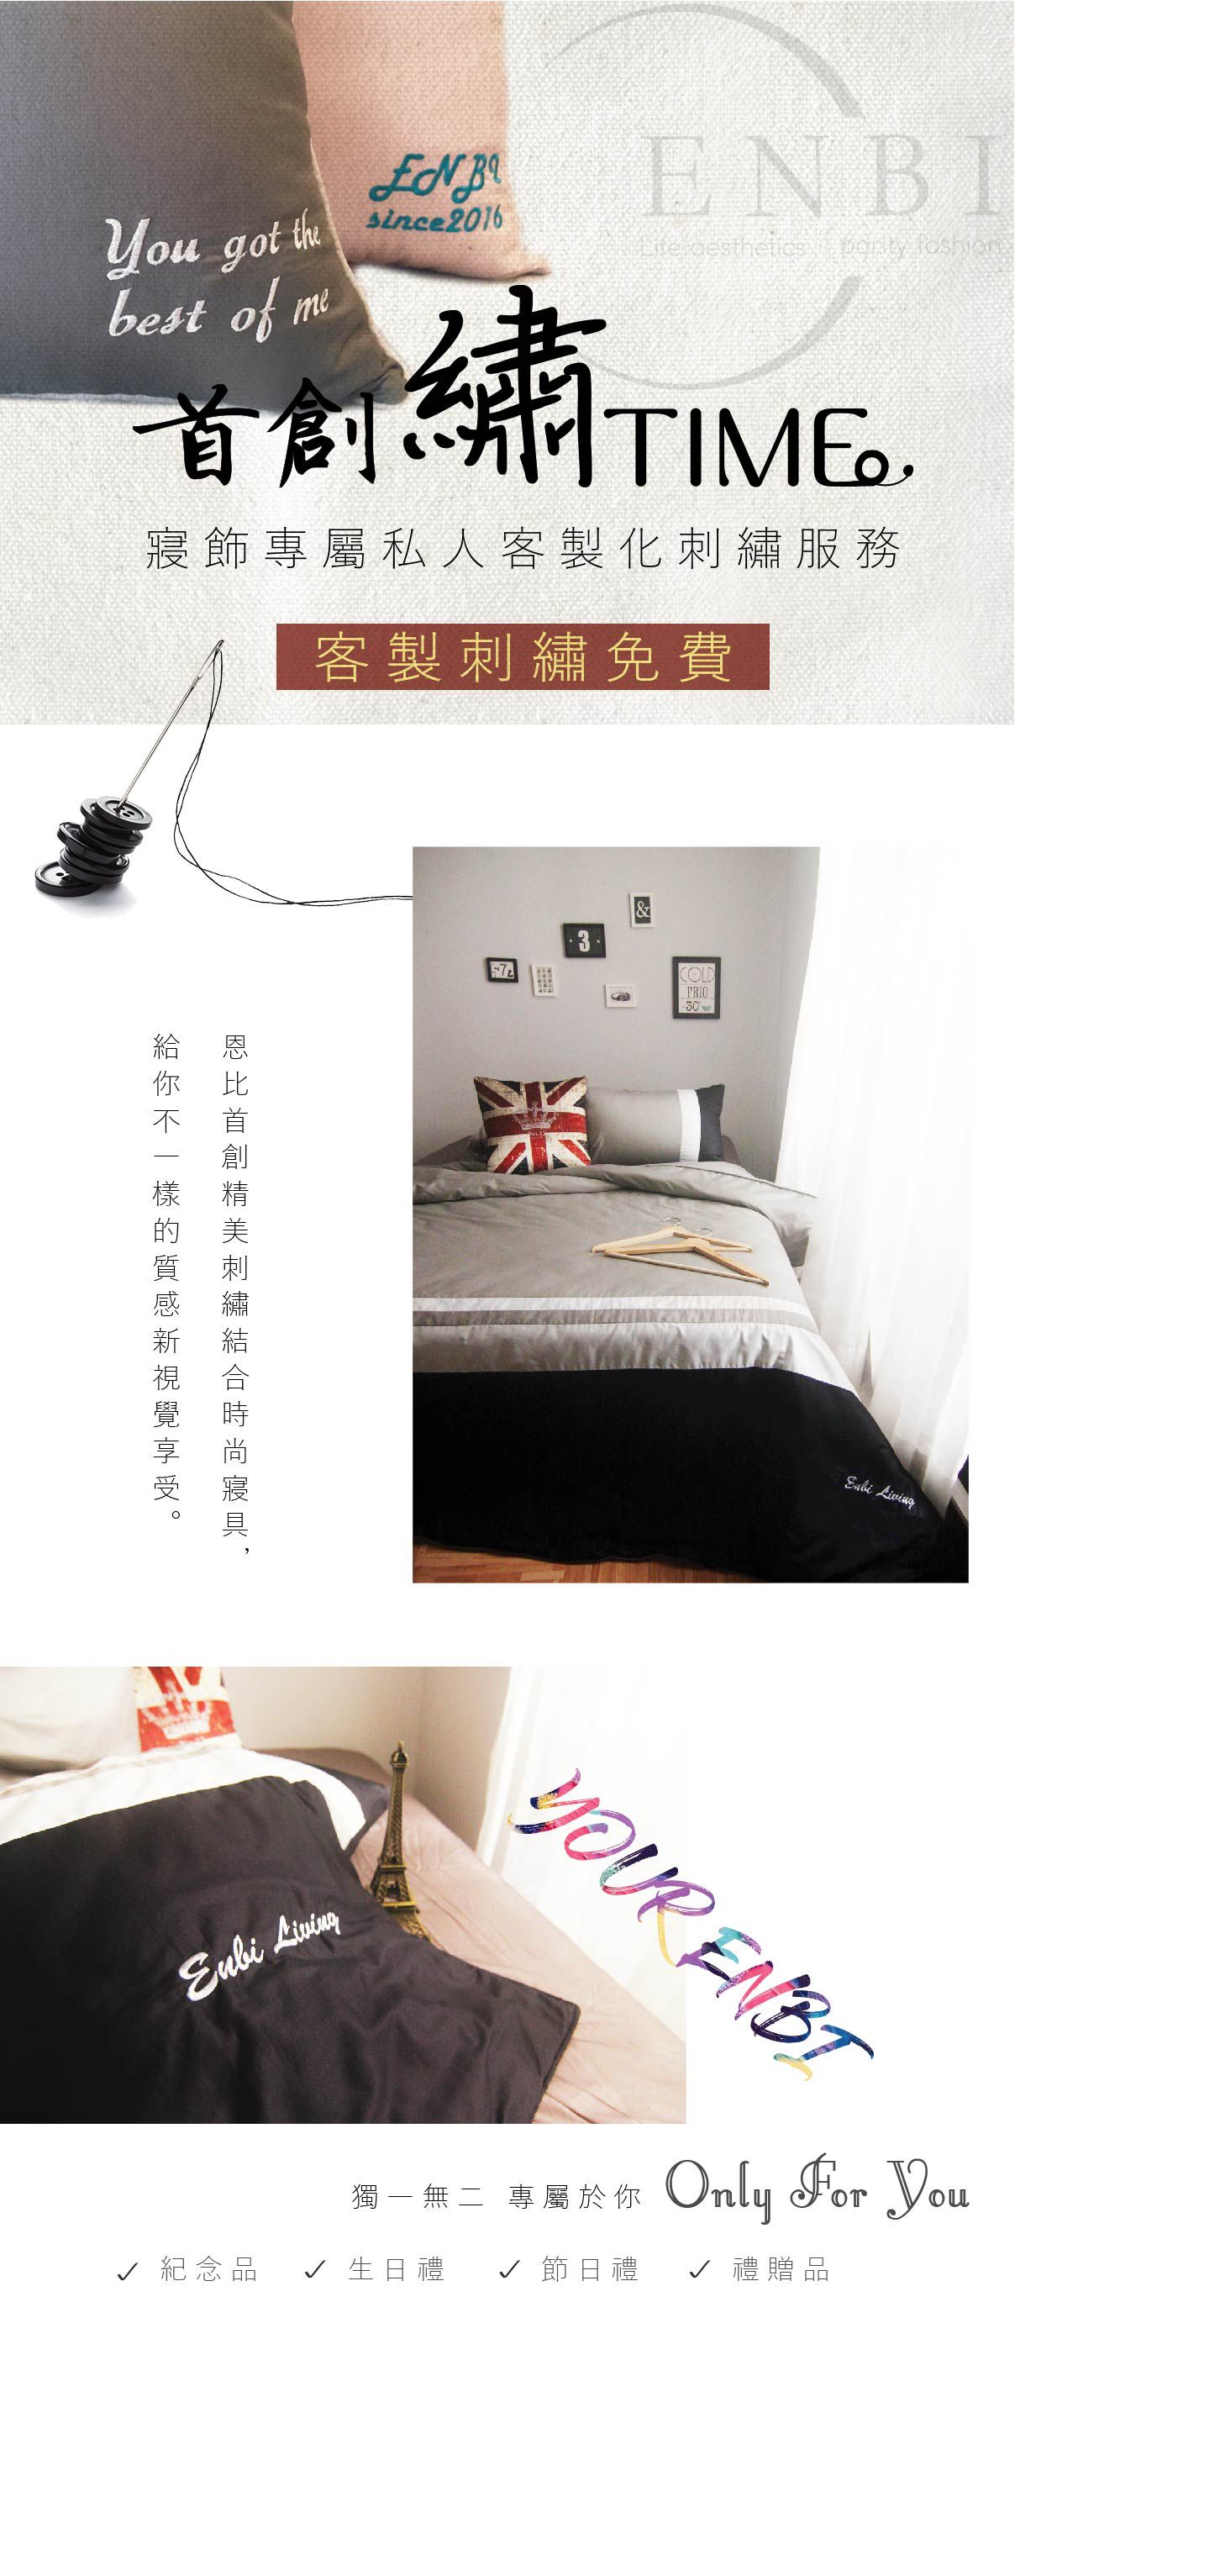 ENBI
Life.aesthetics
fashion
ENBI
since2016
You got the
best of me
首創繡TIME
寢飾專屬私人客製化刺繡服務
客製刺繡免費
&
3
7
COLD
FRIO
-30°
恩比首創精美刺繡結合時尚寢具，
給你不一樣的質感新視覺享受。
Enbi Living
Enbi Living
YOUR ENBI
獨一無二 專屬於你 Only For You
✓ 紀念品 ✓ 生日禮 ✓ 節日禮 ✓ 禮贈品